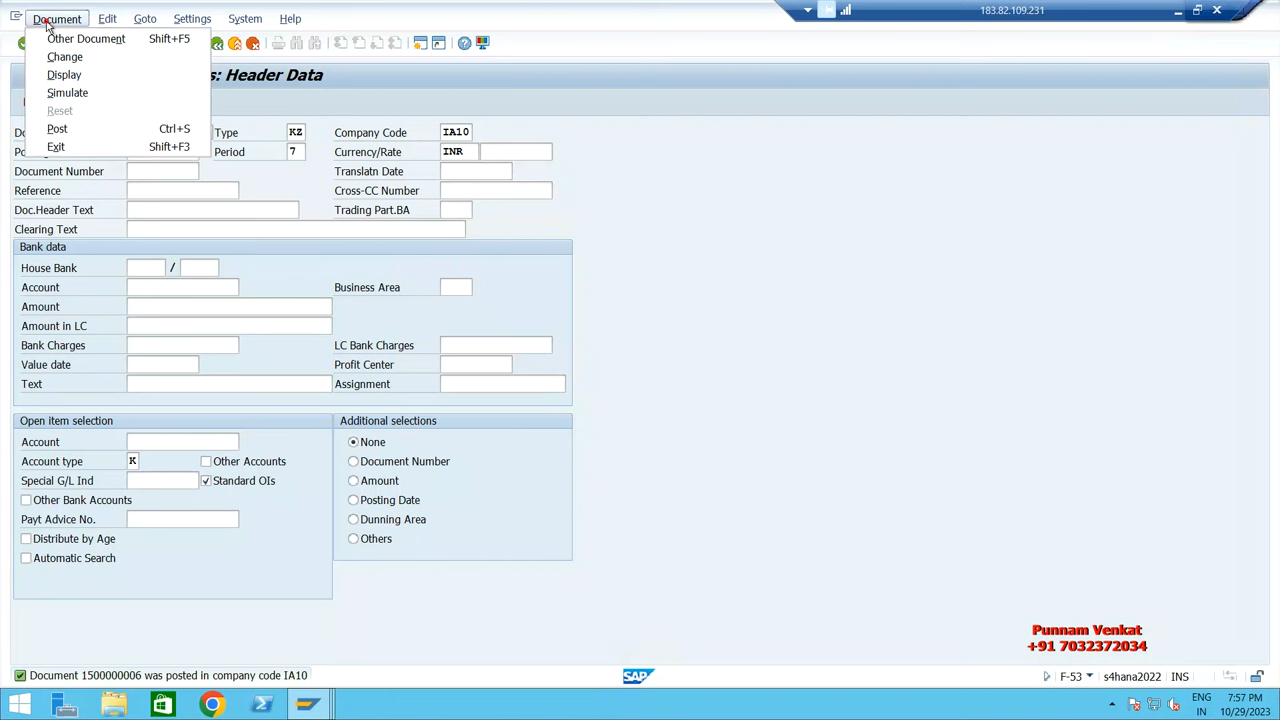 Document Edit Goto Settings System Help
183.82.109.231
Other Document Shift+F5
Change
Display
Simulate
Reset
Post Ctrl+S
Exit Shift+F3
s: Header Data
Type KZ Company Code IA10
Period 7 Currency/Rate INR
Document Number Translatn Date
Reference Cross-CC Number
Doc.Header Text Trading Part.BA
Clearing Text
Bank data
House Bank /
Account Business Area
Amount
Amount in LC
Bank Charges LC Bank Charges
Value date Profit Center
Text Assignment
Open item selection Additional selections
Account None
Account type K Other Accounts Document Number
Special G/L Ind Standard OIs Amount
Other Bank Accounts Posting Date
Payt Advice No. Dunning Area
Distribute by Age Others
Automatic Search
Punnam Venkat
+91 7032372034
Document 1500000006 was posted in company code IA10 SAP F-53 s4hana2022 INS
ENG 7:57 PM
IN 10/29/2023